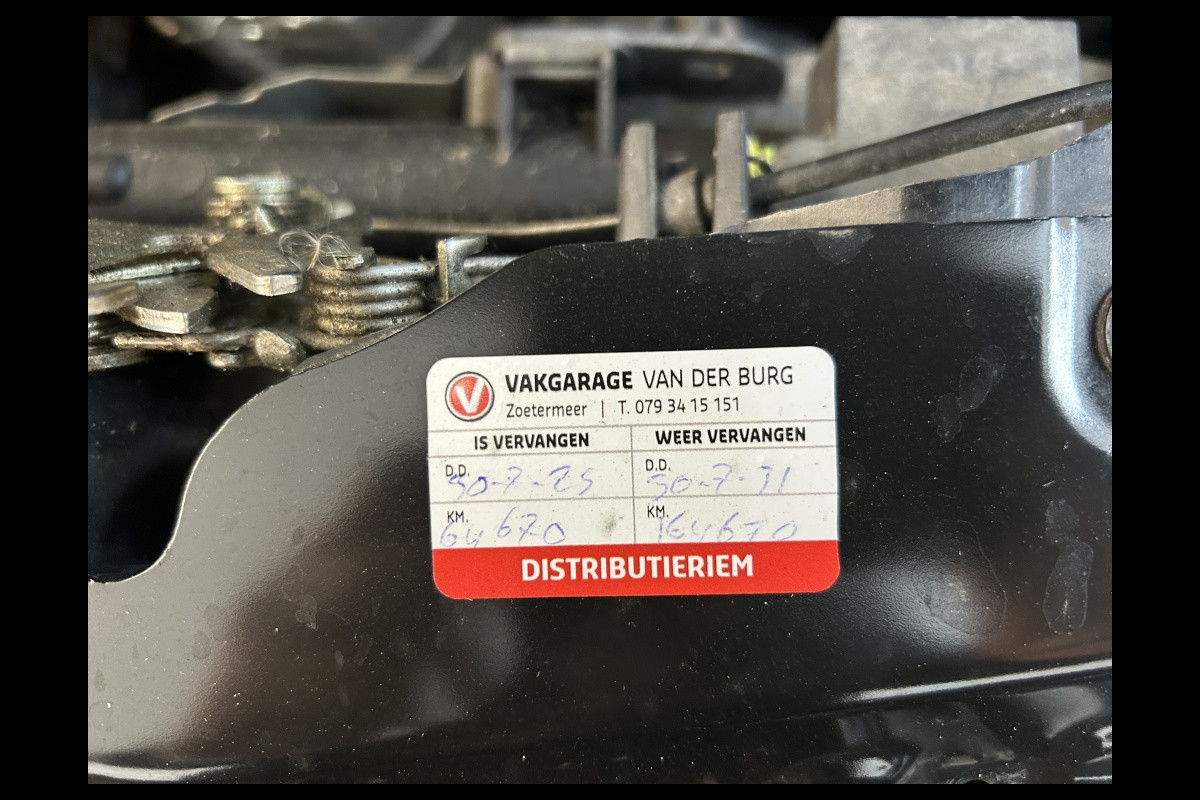 V VAKGARAGE VAN DER BURG
Zoetermeer | T. 079 34 15 151
IS VERVANGEN WEER VERVANGEN
D.D. 30-7-25 D.D. 30-7-31
KM. 64670 KM. 164670
DISTRIBUTIERIEM